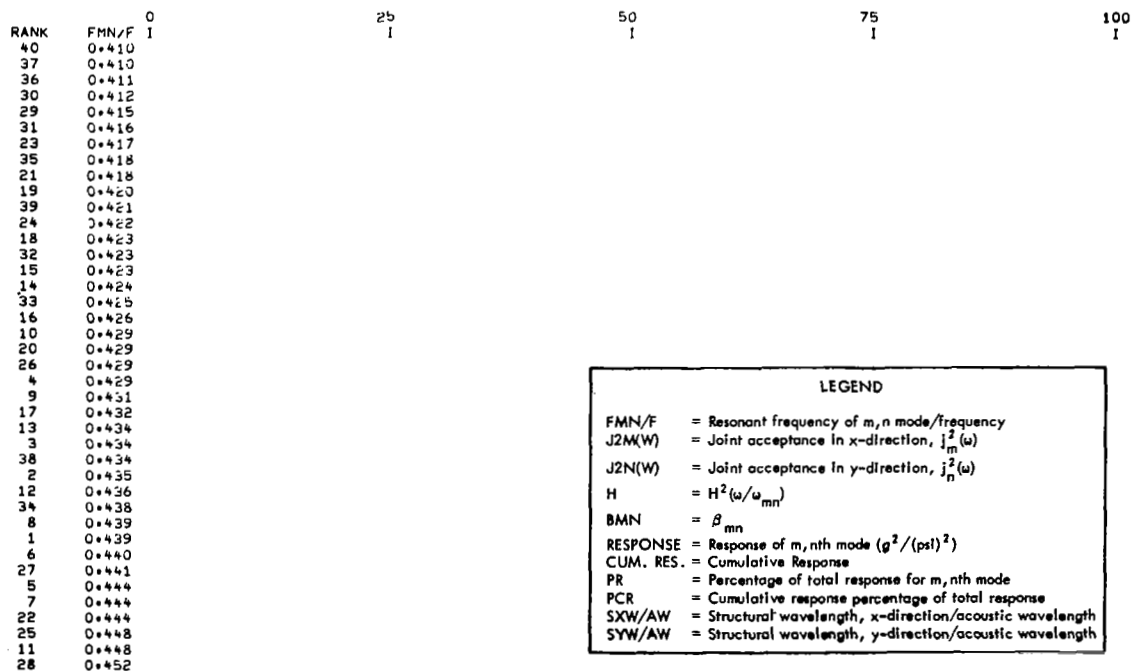 0 25 50 75 100
RANK FMN/F I I I I I
40 0.410
37 0.410
36 0.411
30 0.412
29 0.415
31 0.416
23 0.417
35 0.418
21 0.418
19 0.420
39 0.421
24 0.422
18 0.423
32 0.423
15 0.423
14 0.424
33 0.425
16 0.426
10 0.429
20 0.429
26 0.429
4 0.429
9 0.431
17 0.432
13 0.434
3 0.434
38 0.434
2 0.435
12 0.436
34 0.438
8 0.439
1 0.439
6 0.440
27 0.441
5 0.444
7 0.444
22 0.444
25 0.448
11 0.448
28 0.452
LEGEND
FMN/F = Resonant frequency of m,n mode/frequency
J2M(W) = Joint acceptance in x-direction, j²ₘ(ω)
J2N(W) = Joint acceptance in y-direction, j²ₙ(ω)
H = H²(ω/ωₘₙ)
BMN = βₘₙ
RESPONSE = Response of m,nth mode (g²/(psi)²)
CUM. RES. = Cumulative Response
PR = Percentage of total response for m,nth mode
PCR = Cumulative response percentage of total response
SXW/AW = Structural wavelength, x-direction/acoustic wavelength
SYW/AW = Structural wavelength, y-direction/acoustic wavelength